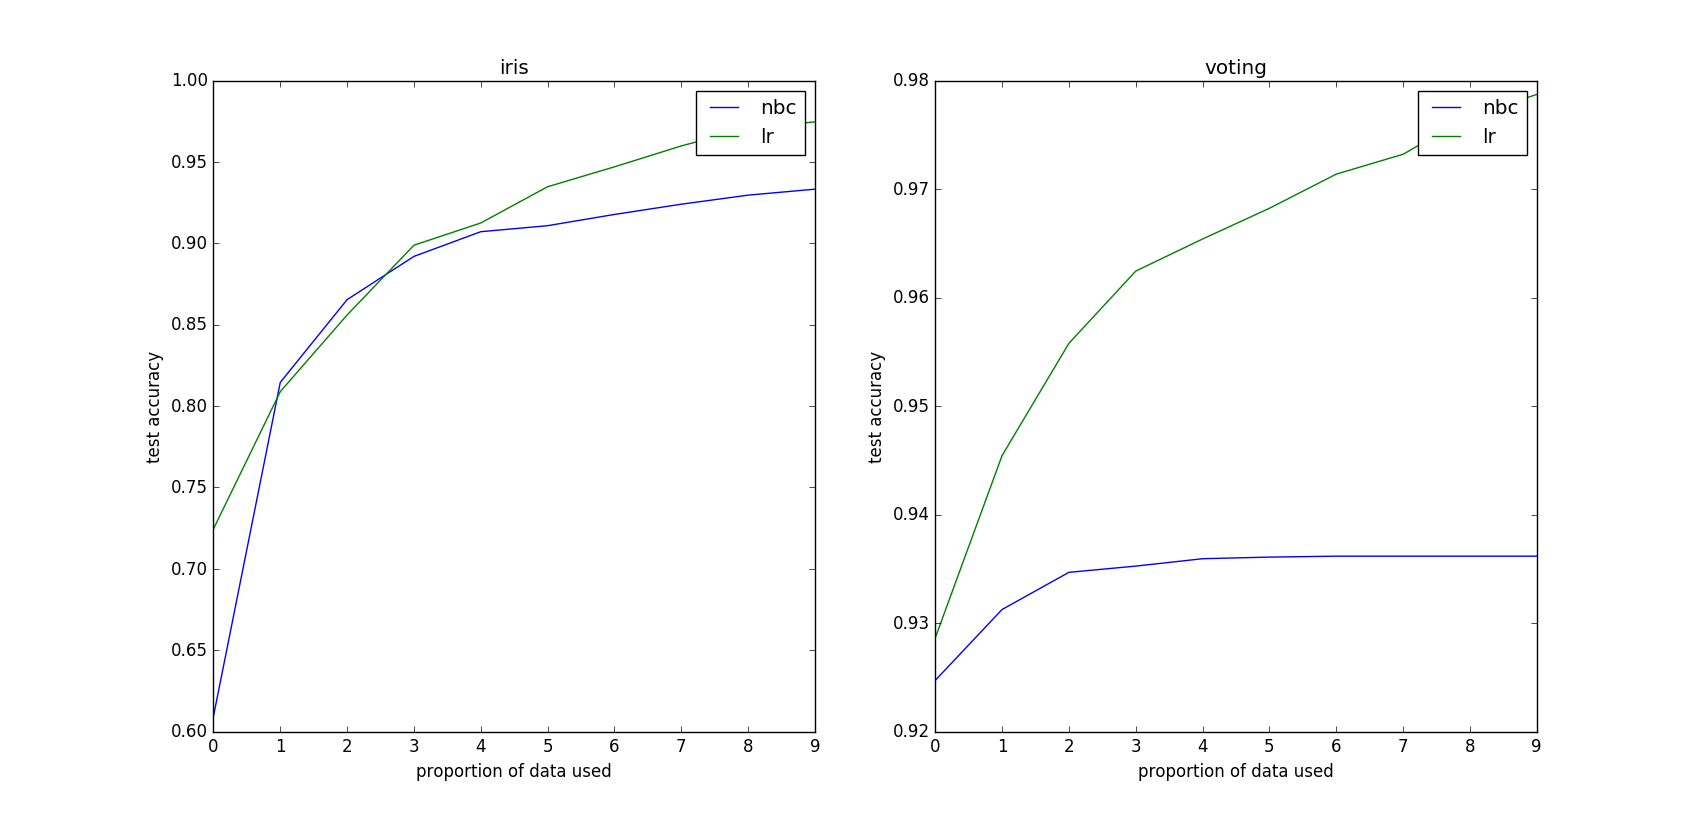 iris
1.00
0.95
0.90
0.85
0.80
0.75
0.70
0.65
0.60
test accuracy
nbc
lr
0 1 2 3 4 5 6 7 8 9
proportion of data used
voting
0.98
0.97
0.96
0.95
0.94
0.93
0.92
test accuracy
nbc
lr
0 1 2 3 4 5 6 7 8 9
proportion of data used